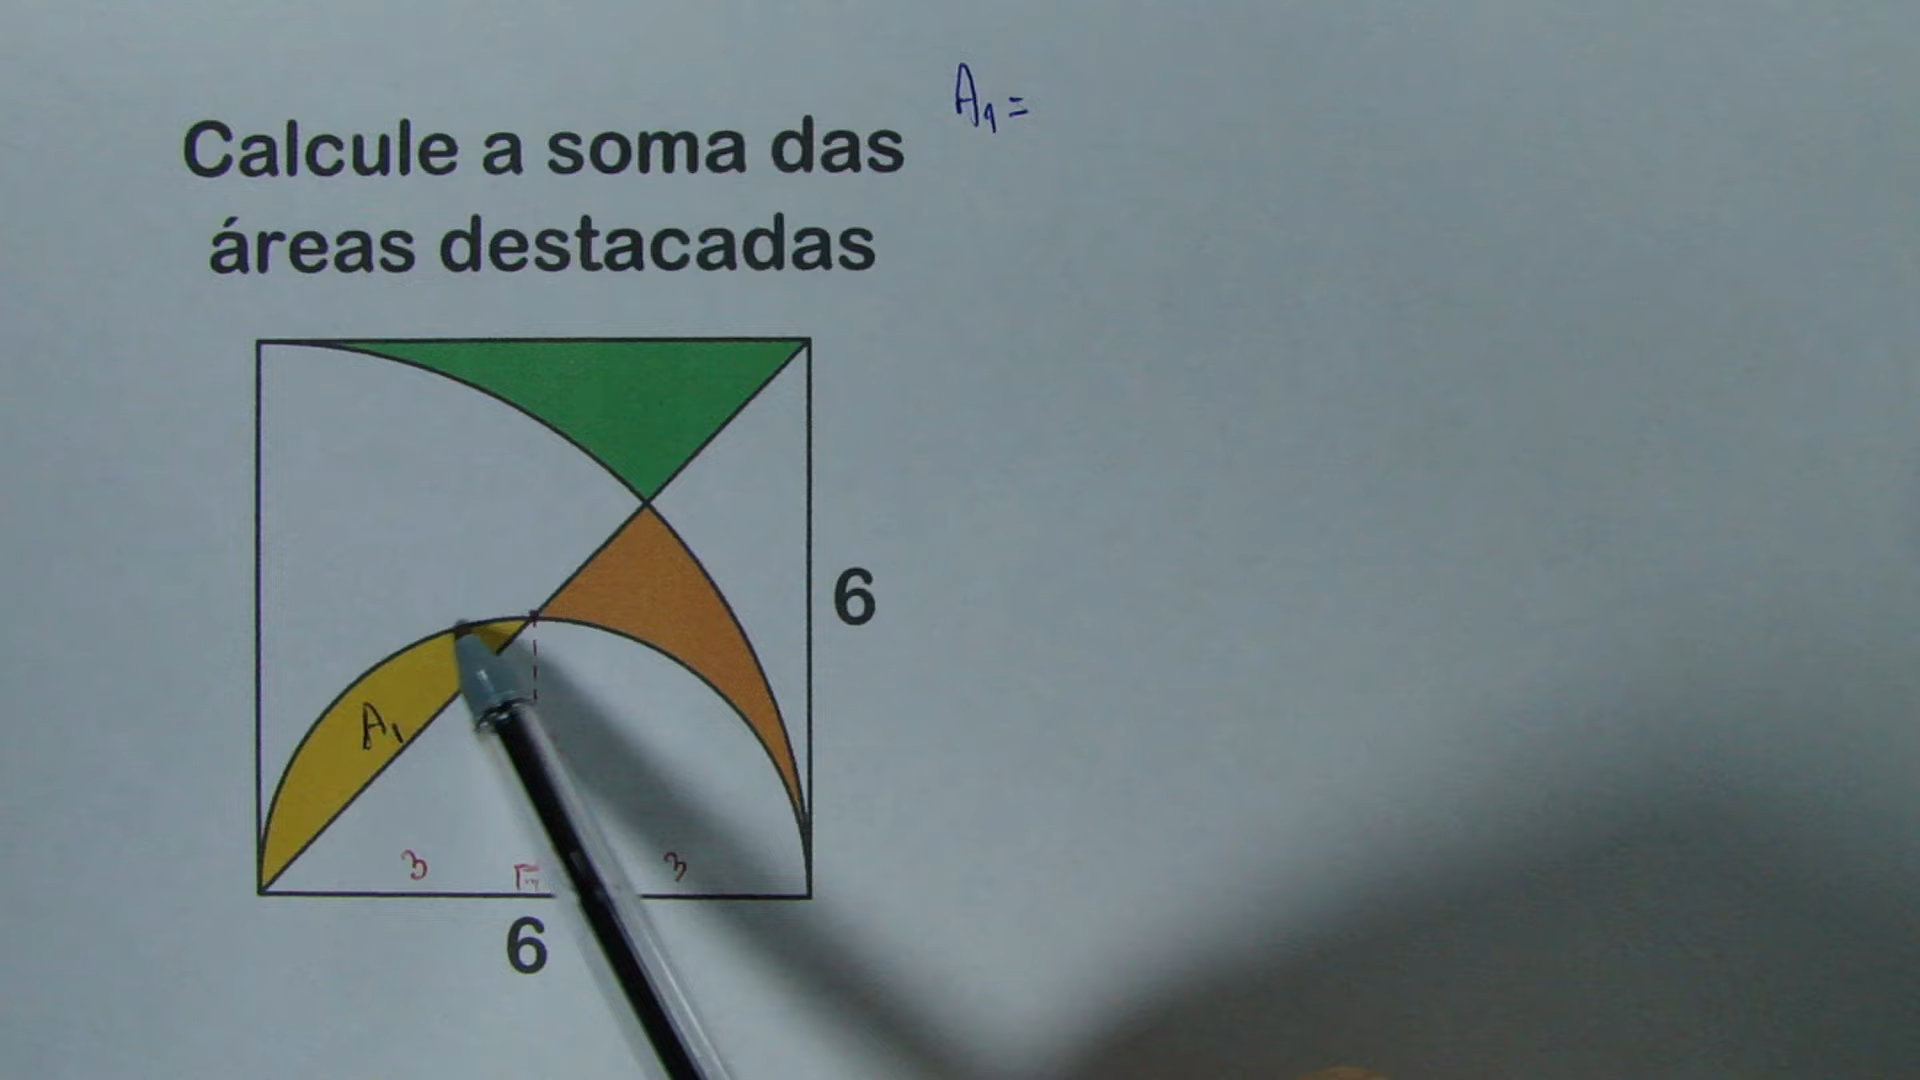 A1 =
Calcule a soma das
áreas destacadas
6
A1
3
3
6